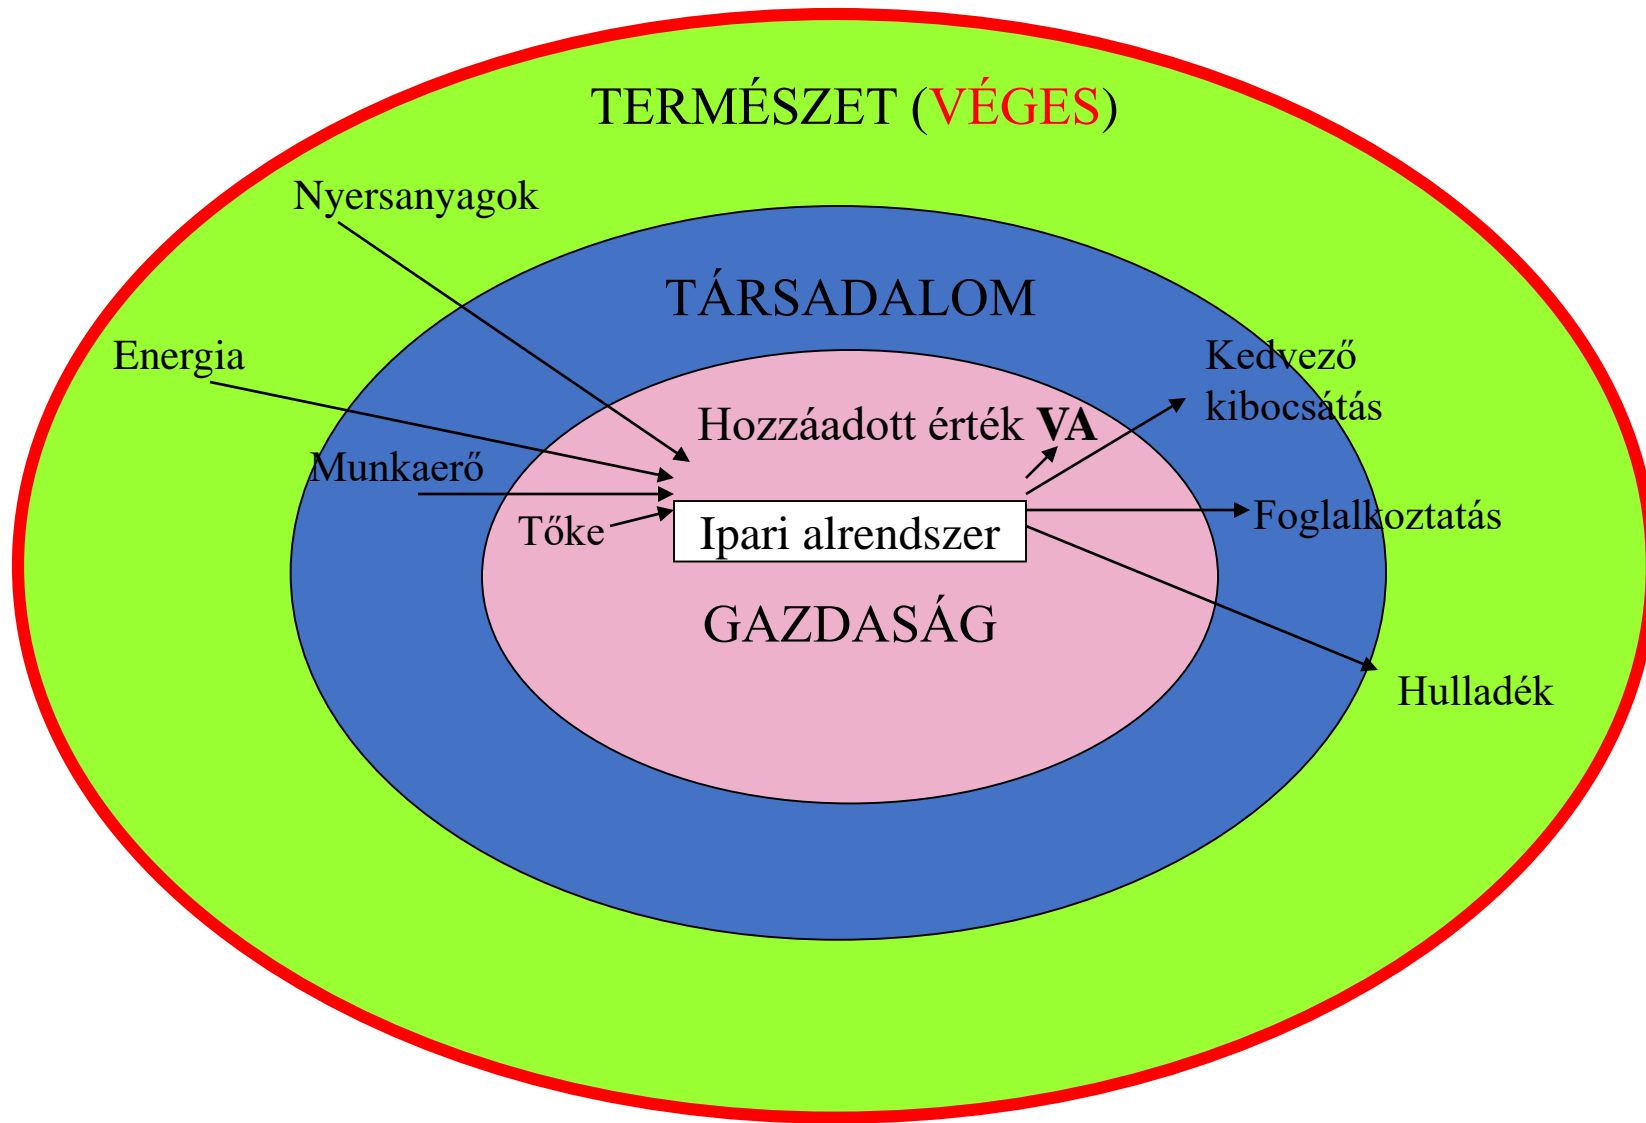 TERMÉSZET (VÉGES)
Nyersanyagok
TÁRSADALOM
Energia
Kedvező
kibocsátás
Hozzáadott érték VA
Munkaerő
Tőke
Ipari alrendszer
Foglalkoztatás
GAZDASÁG
Hulladék